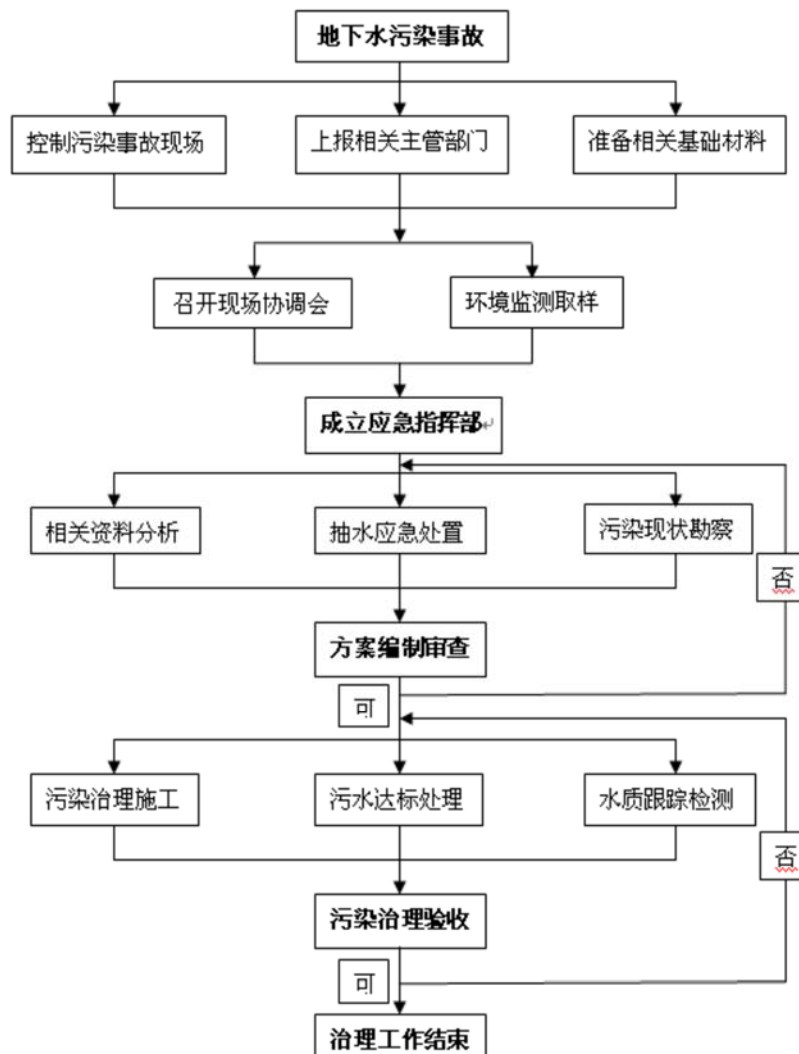 地下水污染事故
控制污染事故现场
上报相关主管部门
准备相关基础材料
召开现场协调会
环境监测取样
成立应急指挥部↵
相关资料分析
抽水应急处置
污染现状勘察
否
方案编制审查
可
污染治理施工
污水达标处理
水质跟踪检测
否
污染治理验收
可
治理工作结束